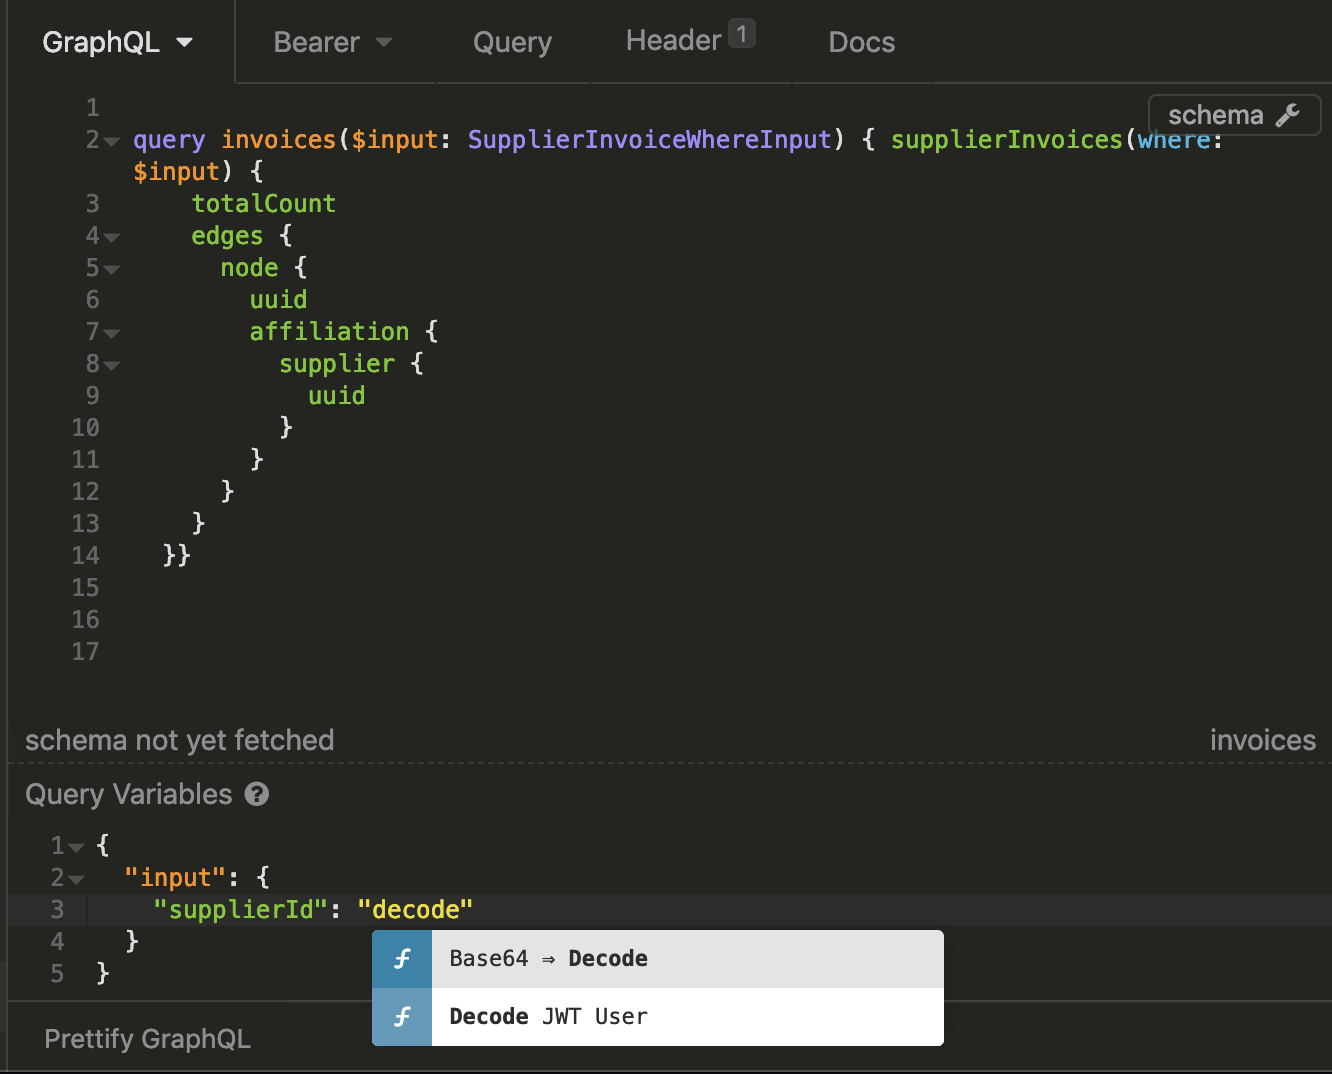 GraphQL Bearer Query Header 1 Docs
schema
1
2 query invoices($input: SupplierInvoiceWhereInput) { supplierInvoices(where:
$input) {
3 totalCount
4 edges {
5 node {
6 uuid
7 affiliation {
8 supplier {
9 uuid
10 }
11 }
12 }
13 }
14 }}
15
16
17
schema not yet fetched invoices
Query Variables ?
1 {
2 "input": {
3 "supplierId": "decode"
4 }
5 }
f Base64 ⇒ Decode
f Decode JWT User
Prettify GraphQL